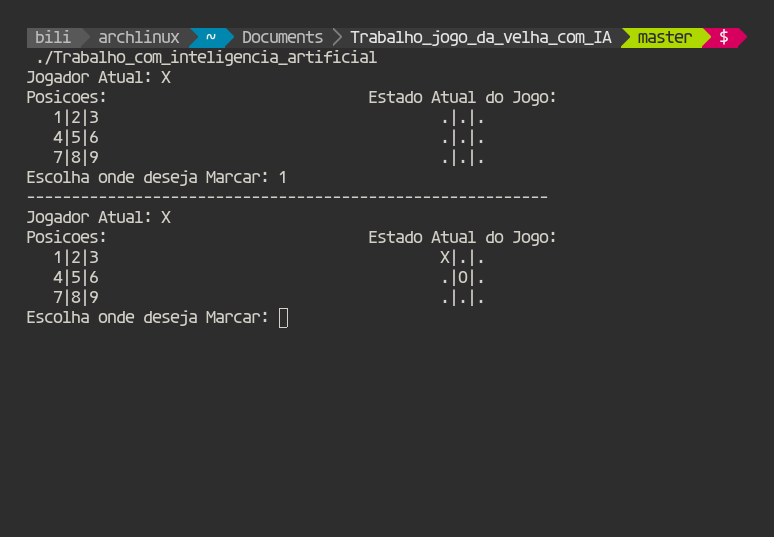 bili archlinux ~ Documents Trabalho_jogo_da_velha_com_IA master $
./Trabalho_com_inteligencia_artificial
Jogador Atual: X
Posicoes: Estado Atual do Jogo:
1|2|3 .|.|.
4|5|6 .|.|.
7|8|9 .|.|.
Escolha onde deseja Marcar: 1
----------------------------------------------------------
Jogador Atual: X
Posicoes: Estado Atual do Jogo:
1|2|3 X|.|.
4|5|6 .|O|.
7|8|9 .|.|.
Escolha onde deseja Marcar: